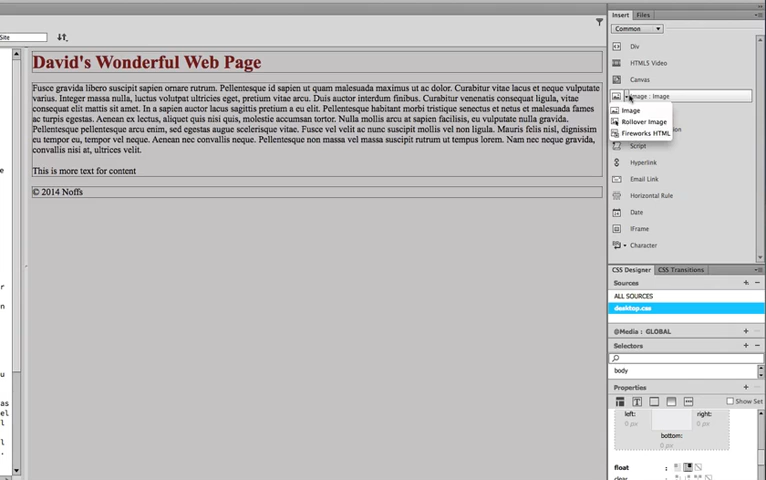 Site
David's Wonderful Web Page
Fusce gravida libero suscipit sapien ornare rutrum. Pellentesque id sapien ut quam malesuada maximus ut ac dolor. Curabitur vitae lacus et neque vulputate
varius. Integer massa nulla, luctus volutpat ultricies eget, pretium vitae arcu. Duis auctor interdum finibus. Curabitur venenatis consequat ligula, vitae
consequat elit mattis sit amet. In a sapien arcu lacus sagittis pretium a eu elit. Pellentesque habitant morbi tristique senectus et netus et malesuada fames
ac turpis egestas. Aenean ex lectus, aliquet quis nisi quis, molestie accumsan tortor. Nulla mollis arcu at sapien facilisis, eu vulputate nulla gravida.
Pellentesque pellentesque arcu enim, sed egestas augue scelerisque vitae. Fusce vel velit ac nunc suscipit mollis vel non ligula. Mauris felis nisl, dignissim
eu tempor eu, tempor vel neque. Aenean nec convallis neque. Pellentesque non massa vel massa suscipit rutrum ut tempus lorem. Nam nec neque gravida,
convallis nisi at, ultrices velit.
This is more text for content
© 2014 Noffs
Insert
Files
Common
Div
HTML5 Video
Canvas
Image : Image
Image
Rollover Image
Fireworks HTML
Script
Hyperlink
Email Link
Horizontal Rule
Date
IFrame
Character
CSS Designer
CSS Transitions
Sources
ALL SOURCES
desktop.css
@Media : GLOBAL
Selectors
body
Properties
Show Set
left:
right:
0 px
0 px
bottom:
0 px
float
clear